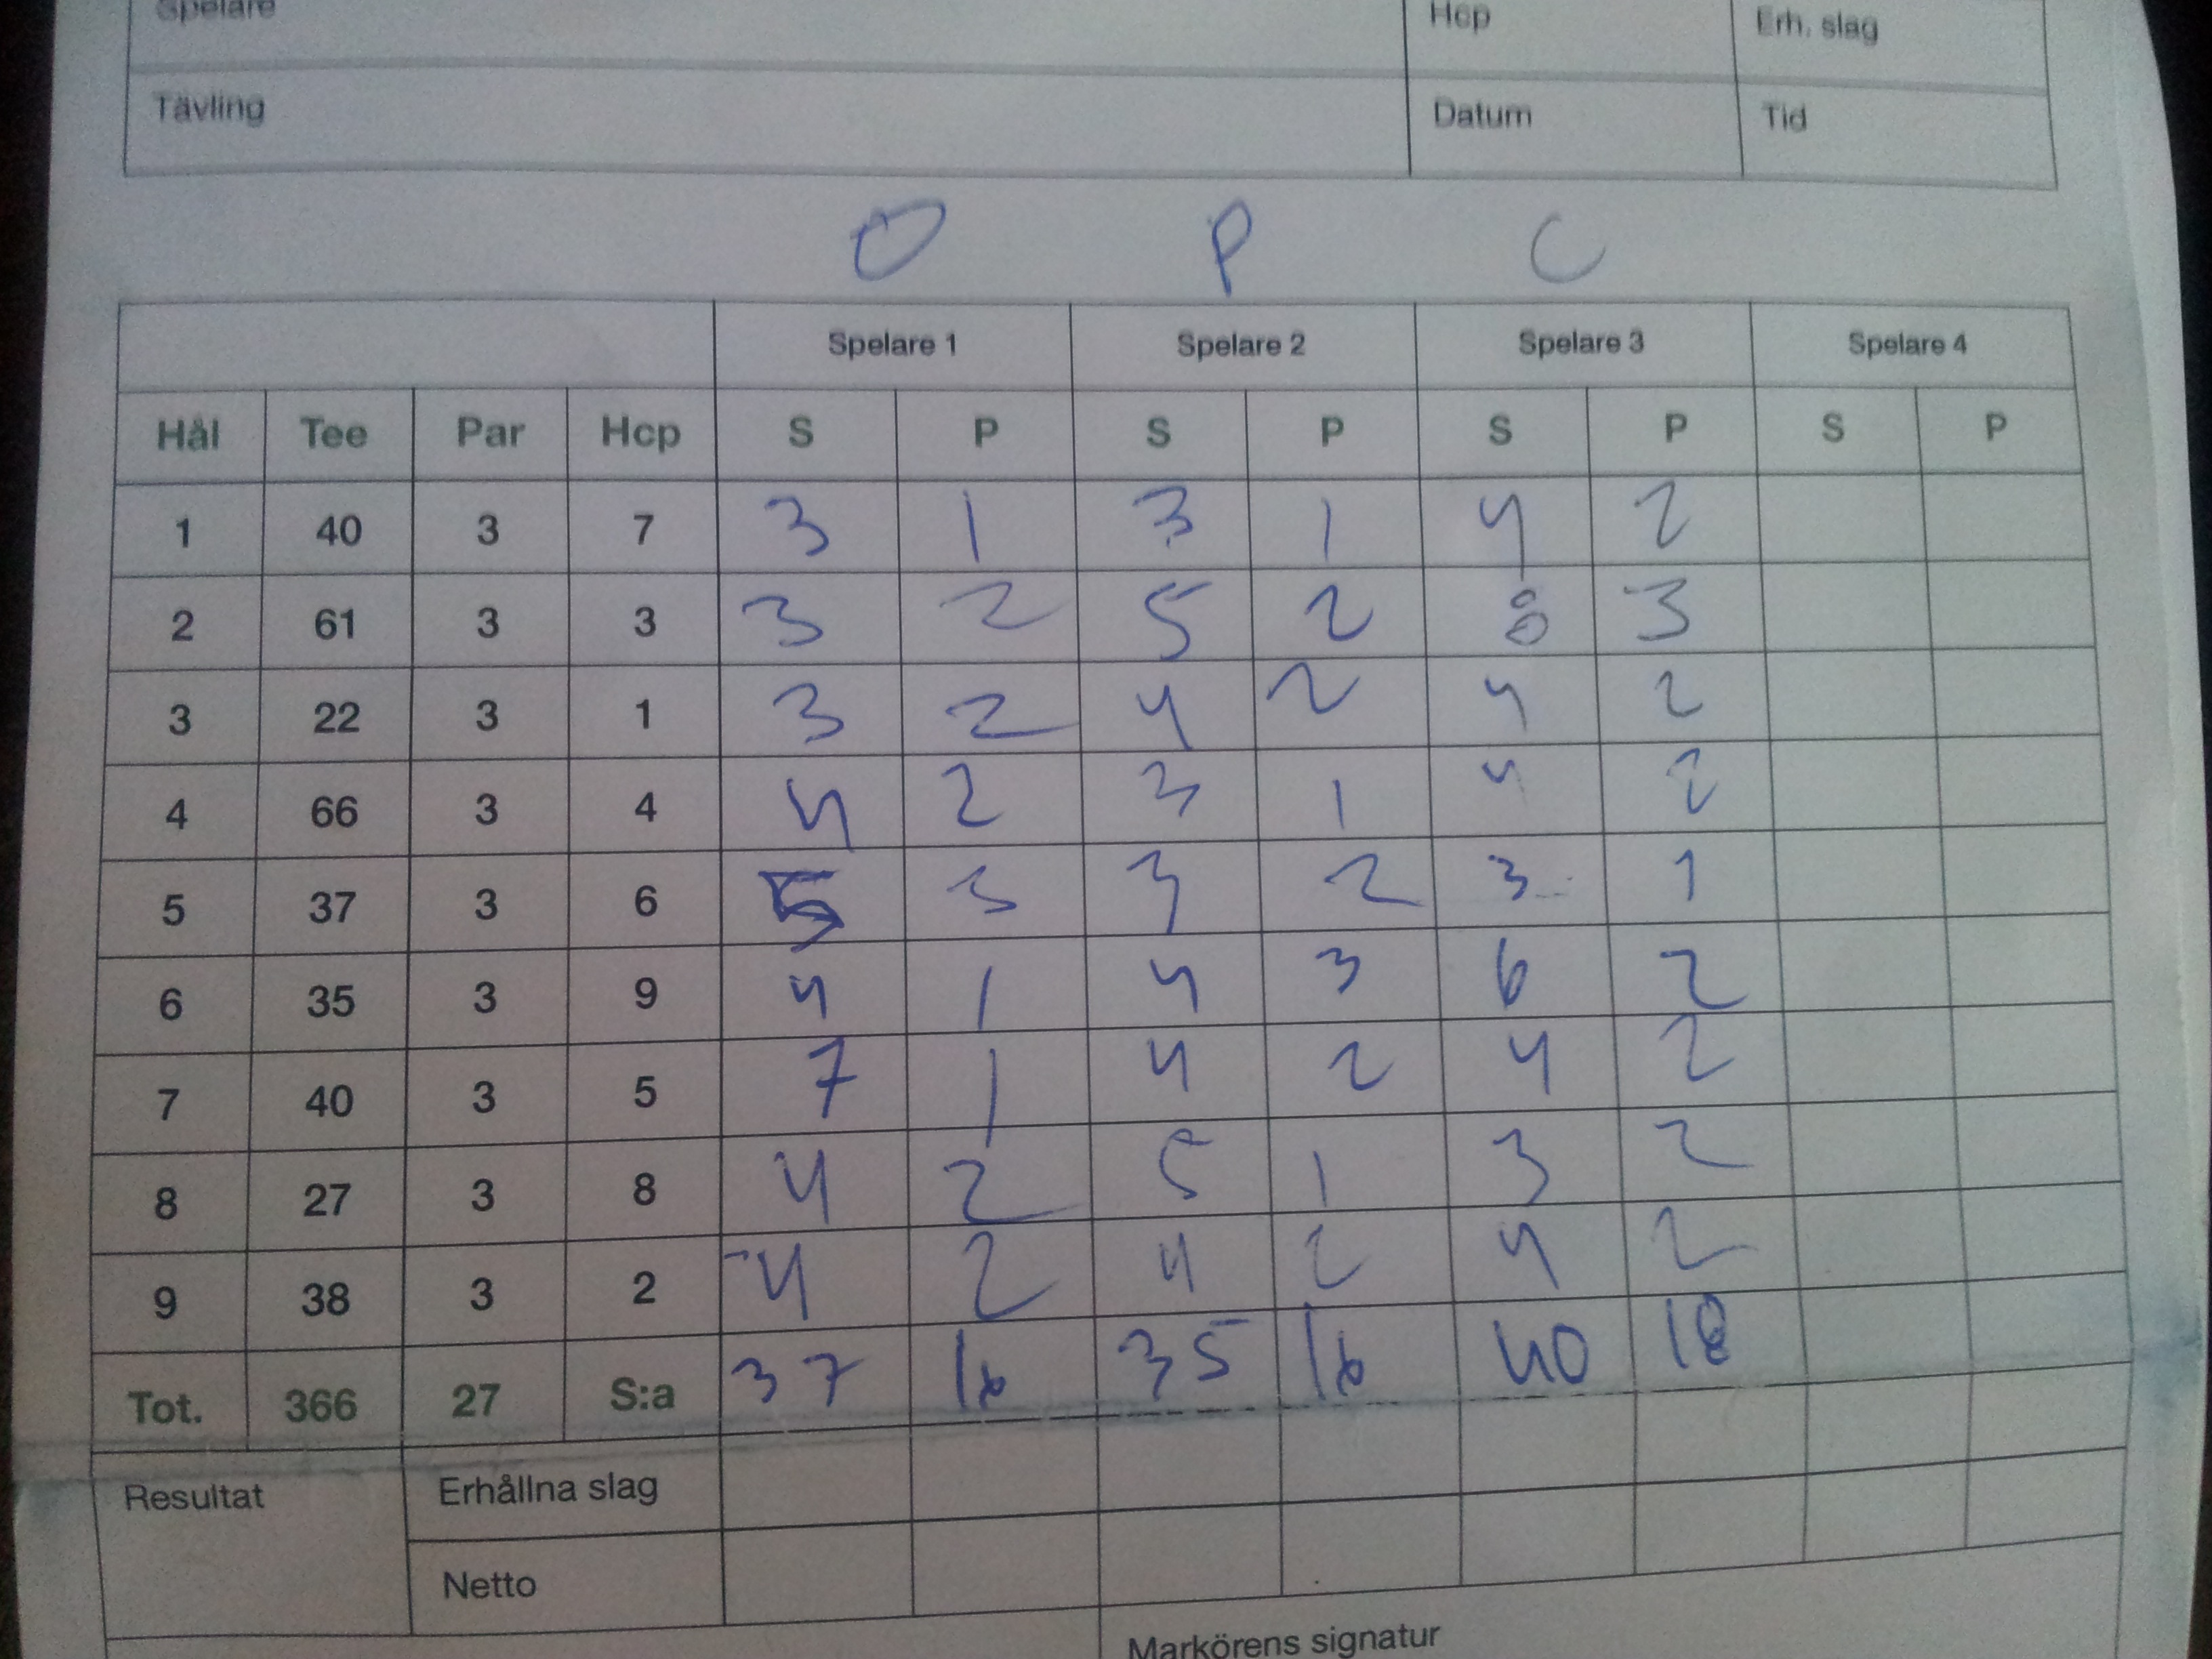 Spelare Hcp Erh. slag
Tävling Datum Tid
O P C
Spelare 1 Spelare 2 Spelare 3 Spelare 4
Hål Tee Par Hcp S P S P S P S P
1 40 3 7 3 1 3 1 4 2
2 61 3 3 3 2 5 2 8 3
3 22 3 1 3 2 4 2 4 2
4 66 3 4 4 2 3 1 4 2
5 37 3 6 5 3 3 2 3 1
6 35 3 9 4 1 4 3 6 2
7 40 3 5 7 1 4 2 4 2
8 27 3 8 4 2 5 1 3 2
9 38 3 2 4 2 4 2 4 2
Tot. 366 27 S:a 37 16 35 16 40 18
Resultat Erhållna slag
Netto
Markörens signatur